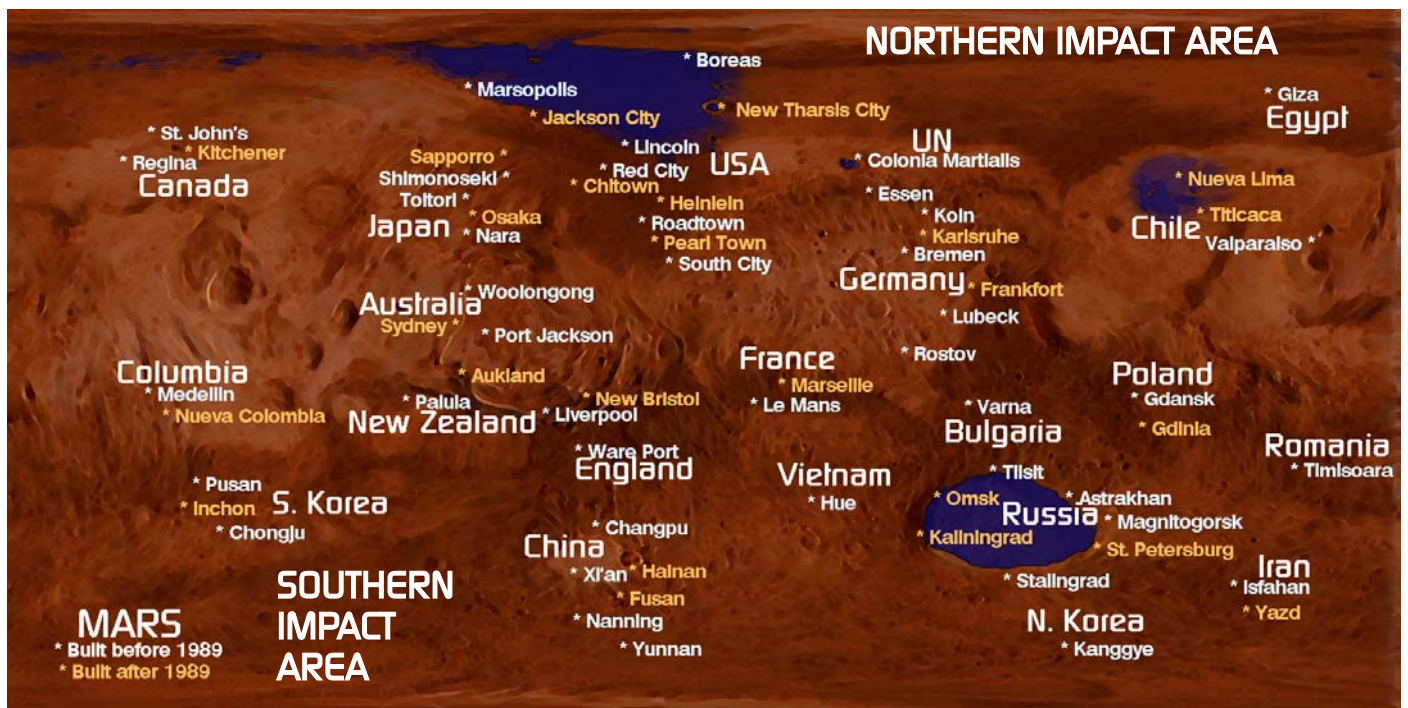 NORTHERN IMPACT AREA
* Boreas
* Marsopolis
* Jackson City
* New Tharsis City
* Giza
Egypt
* St. John's
* Kitchener
* Regina
Canada
Sapporo *
Shimonoseki *
Tottori *
* Osaka
Japan
* Nara
* Lincoln
USA
* Red City
* Chitown
* Heinlein
* Roadtown
* Pearl Town
* South City
UN
* Colonia Martialis
* Essen
* Koln
* Karlsruhe
* Bremen
Germany
* Frankfort
* Lubeck
* Rostov
* Nueva Lima
* Titicaca
Chile
Valparaiso *
* Woolongong
Australia
Sydney *
* Port Jackson
Columbia
* Medellin
* Nueva Colombia
* Aukland
* Palula
New Zealand
* New Bristol
* Liverpool
* Ware Port
England
France
* Marseille
* Le Mans
Poland
* Gdansk
* Gdinia
* Varna
Bulgaria
Romania
* Timisoara
Vietnam
* Hue
* Tilsit
* Omsk
* Astrakhan
Russia
* Magnitogorsk
* Kaliningrad
* St. Petersburg
* Stalingrad
* Pusan
* Inchon
S. Korea
* Chongju
* Changpu
China
* Xi'an
* Hainan
* Fusan
* Nanning
* Yunnan
Iran
* Isfahan
* Yazd
N. Korea
* Kanggye
SOUTHERN
IMPACT
AREA
MARS
* Built before 1989
* Built after 1989